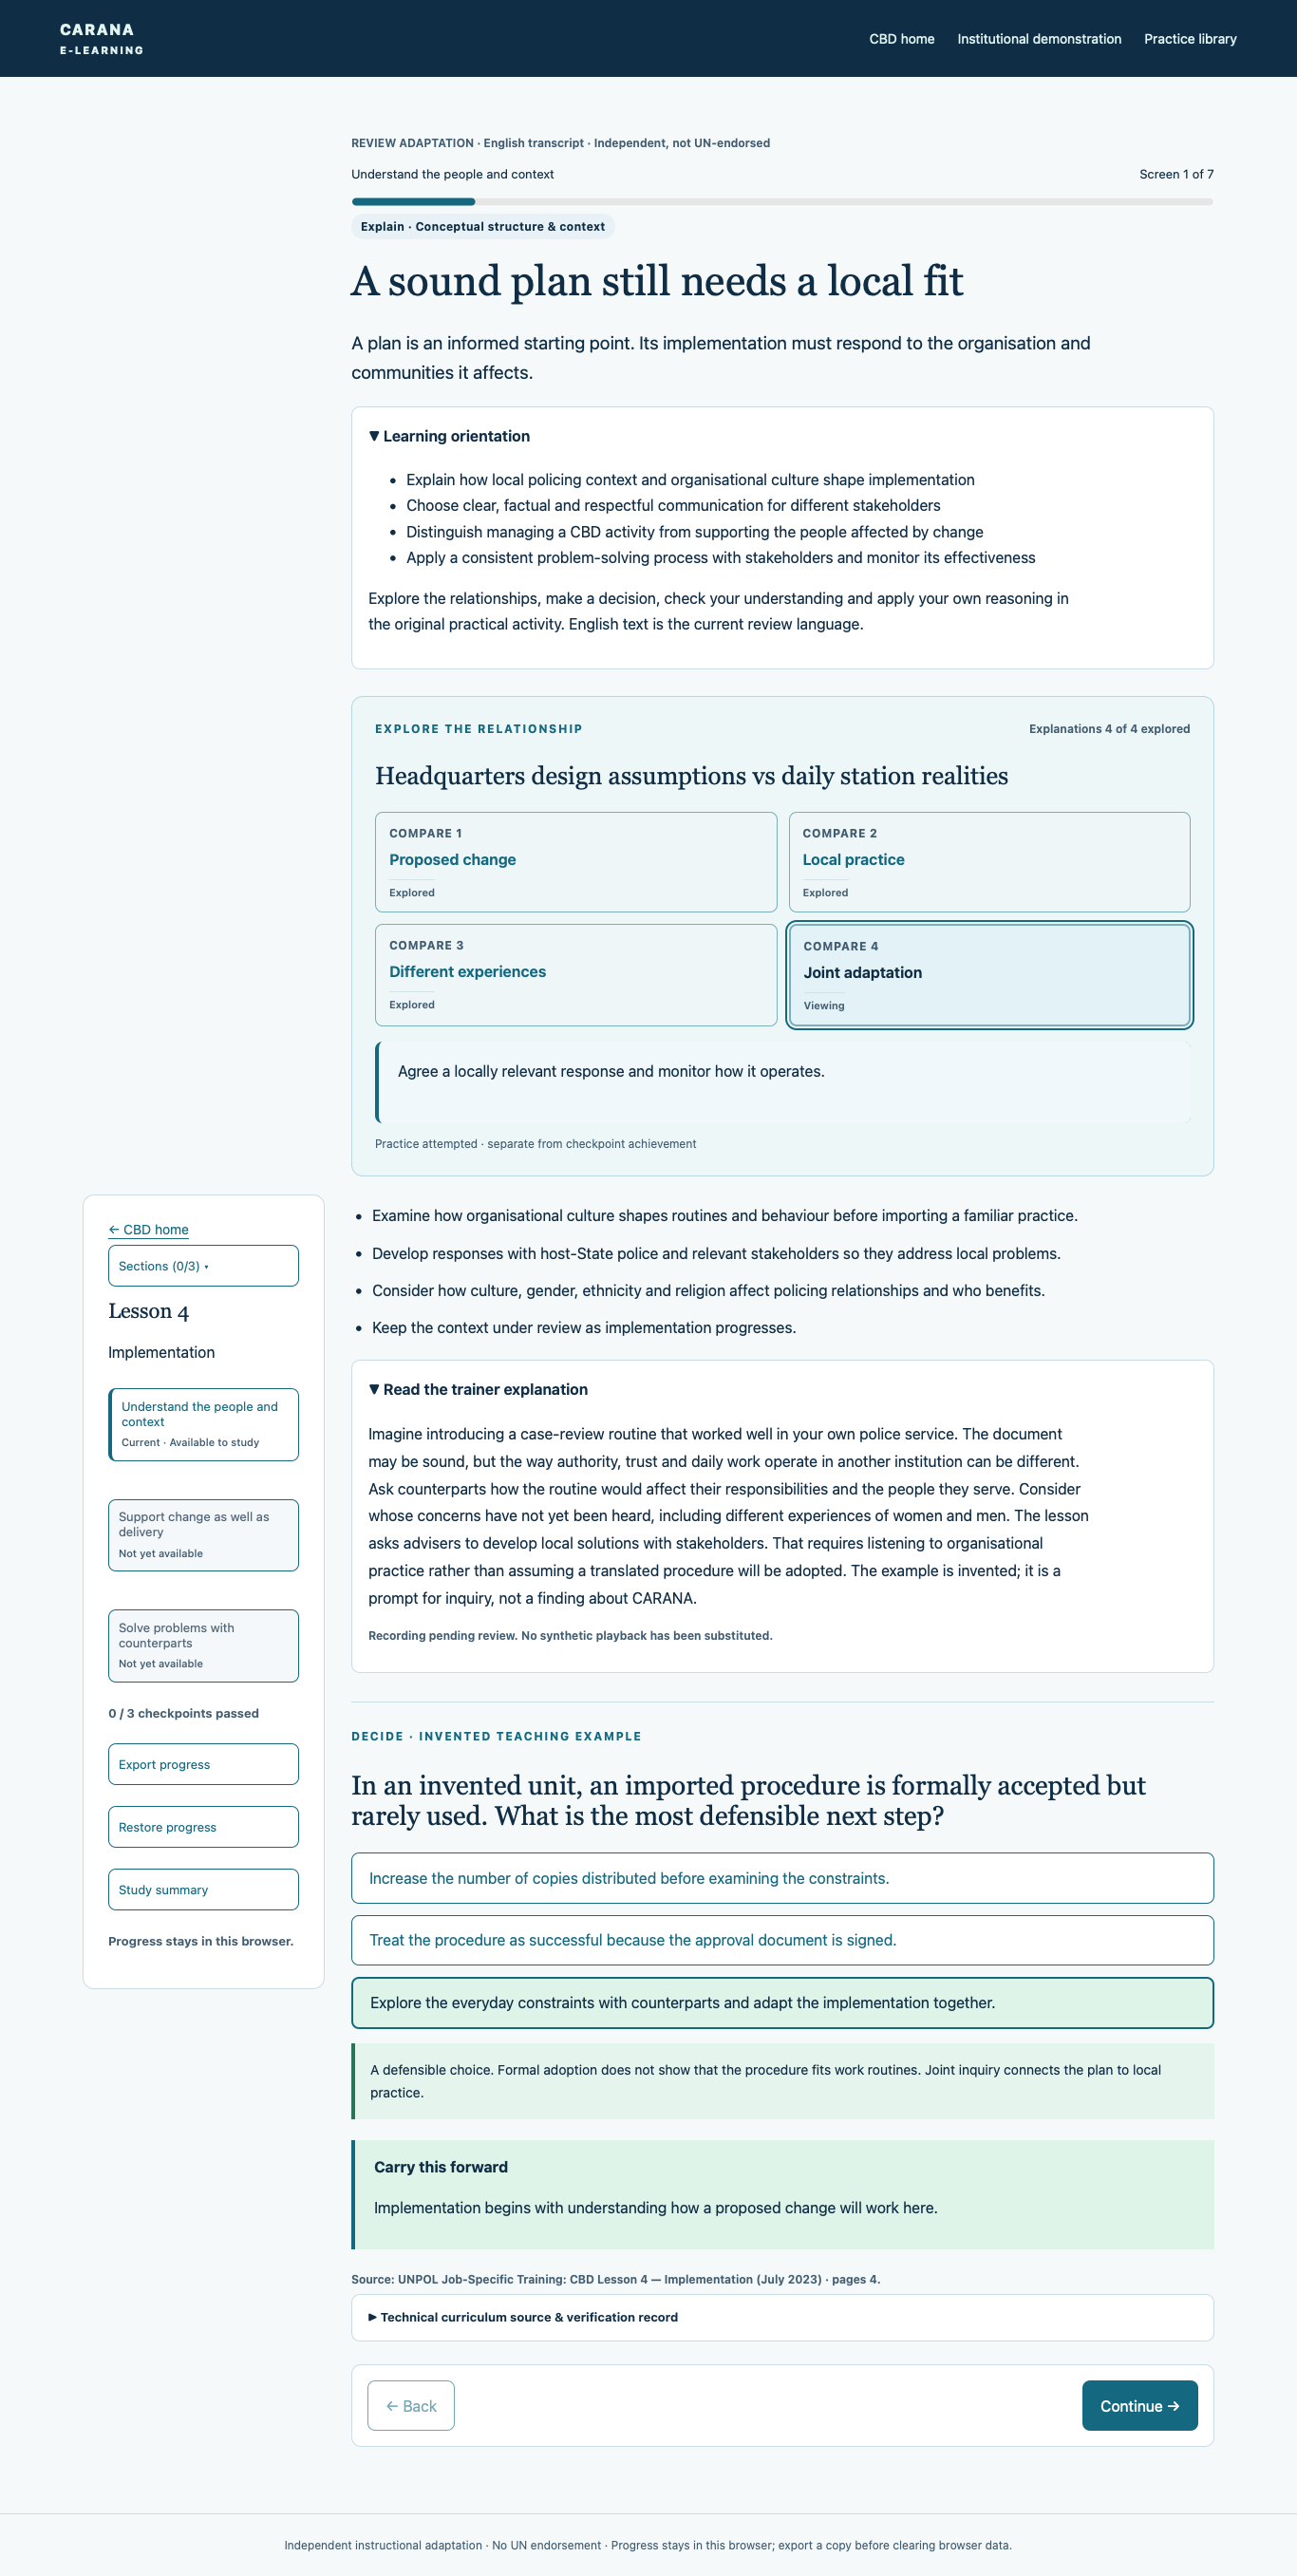 CARANA
E-LEARNING
CBD home Institutional demonstration Practice library
REVIEW ADAPTATION · English transcript · Independent, not UN-endorsed
Understand the people and context
Screen 1 of 7
Explain · Conceptual structure & context
A sound plan still needs a local fit
A plan is an informed starting point. Its implementation must respond to the organisation and
communities it affects.
▼ Learning orientation
• Explain how local policing context and organisational culture shape implementation
• Choose clear, factual and respectful communication for different stakeholders
• Distinguish managing a CBD activity from supporting the people affected by change
• Apply a consistent problem-solving process with stakeholders and monitor its effectiveness
Explore the relationships, make a decision, check your understanding and apply your own reasoning in
the original practical activity. English text is the current review language.
EXPLORE THE RELATIONSHIP
Explanations 4 of 4 explored
Headquarters design assumptions vs daily station realities
COMPARE 1
Proposed change
Explored
COMPARE 2
Local practice
Explored
COMPARE 3
Different experiences
Explored
COMPARE 4
Joint adaptation
Viewing
Agree a locally relevant response and monitor how it operates.
Practice attempted · separate from checkpoint achievement
← CBD home
Sections (0/3) ▾
Lesson 4
Implementation
Understand the people and
context
Current · Available to study
Support change as well as
delivery
Not yet available
Solve problems with
counterparts
Not yet available
0 / 3 checkpoints passed
Export progress
Restore progress
Study summary
Progress stays in this browser.
• Examine how organisational culture shapes routines and behaviour before importing a familiar practice.
• Develop responses with host-State police and relevant stakeholders so they address local problems.
• Consider how culture, gender, ethnicity and religion affect policing relationships and who benefits.
• Keep the context under review as implementation progresses.
▼ Read the trainer explanation
Imagine introducing a case-review routine that worked well in your own police service. The document
may be sound, but the way authority, trust and daily work operate in another institution can be different.
Ask counterparts how the routine would affect their responsibilities and the people they serve. Consider
whose concerns have not yet been heard, including different experiences of women and men. The lesson
asks advisers to develop local solutions with stakeholders. That requires listening to organisational
practice rather than assuming a translated procedure will be adopted. The example is invented; it is a
prompt for inquiry, not a finding about CARANA.
Recording pending review. No synthetic playback has been substituted.
DECIDE · INVENTED TEACHING EXAMPLE
In an invented unit, an imported procedure is formally accepted but
rarely used. What is the most defensible next step?
Increase the number of copies distributed before examining the constraints.
Treat the procedure as successful because the approval document is signed.
Explore the everyday constraints with counterparts and adapt the implementation together.
A defensible choice. Formal adoption does not show that the procedure fits work routines. Joint inquiry connects the plan to local
practice.
Carry this forward
Implementation begins with understanding how a proposed change will work here.
Source: UNPOL Job-Specific Training: CBD Lesson 4 — Implementation (July 2023) · pages 4.
► Technical curriculum source & verification record
← Back
Continue →
Independent instructional adaptation · No UN endorsement · Progress stays in this browser; export a copy before clearing browser data.